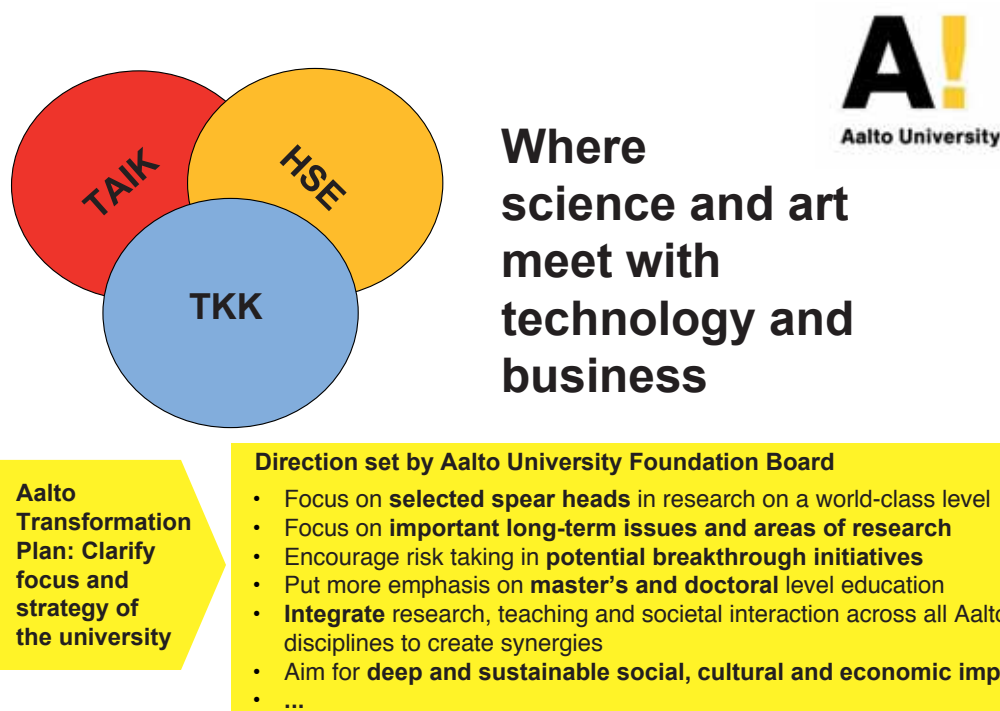 A!
Aalto University
TAIK
HSE
TKK
Where
science and art
meet with
technology and
business
Aalto
Transformation
Plan: Clarify
focus and
strategy of
the university
Direction set by Aalto University Foundation Board
• Focus on selected spear heads in research on a world-class level
• Focus on important long-term issues and areas of research
• Encourage risk taking in potential breakthrough initiatives
• Put more emphasis on master's and doctoral level education
• Integrate research, teaching and societal interaction across all Aalto
disciplines to create synergies
• Aim for deep and sustainable social, cultural and economic imp
• ...